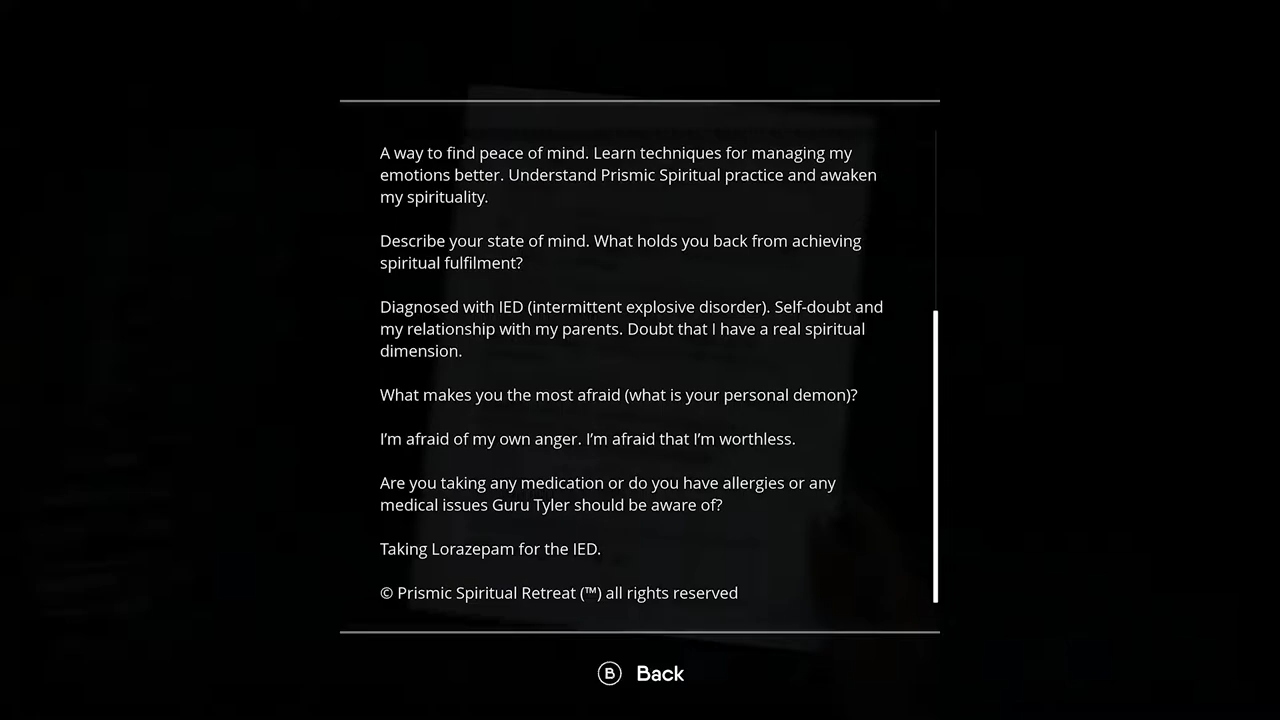 A way to find peace of mind. Learn techniques for managing my
emotions better. Understand Prismic Spiritual practice and awaken
my spirituality.
Describe your state of mind. What holds you back from achieving
spiritual fulfilment?
Diagnosed with IED (intermittent explosive disorder). Self-doubt and
my relationship with my parents. Doubt that I have a real spiritual
dimension.
What makes you the most afraid (what is your personal demon)?
I’m afraid of my own anger. I’m afraid that I’m worthless.
Are you taking any medication or do you have allergies or any
medical issues Guru Tyler should be aware of?
Taking Lorazepam for the IED.
© Prismic Spiritual Retreat (™) all rights reserved
B Back